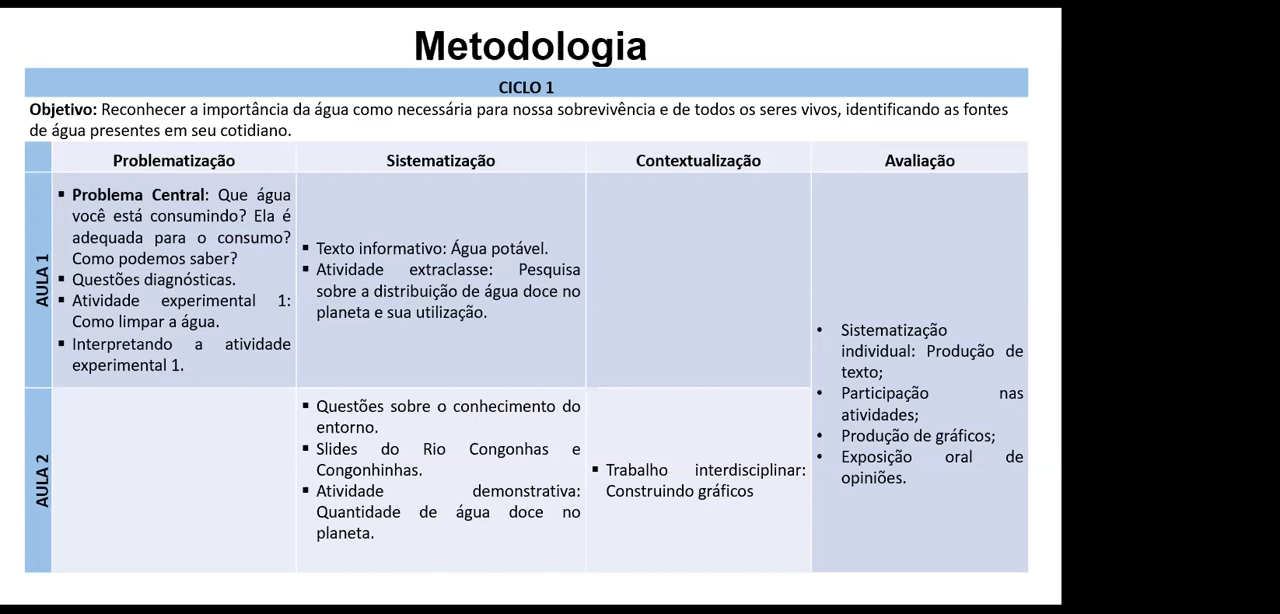 Metodologia
CICLO 1
Objetivo: Reconhecer a importância da água como necessária para nossa sobrevivência e de todos os seres vivos, identificando as fontes
de água presentes em seu cotidiano.
Problematização
Sistematização
Contextualização
Avaliação
AULA 1
▪ Problema Central: Que água
você está consumindo? Ela é
adequada para o consumo?
Como podemos saber?
▪ Questões diagnósticas.
▪ Atividade experimental 1:
Como limpar a água.
▪ Interpretando a atividade
experimental 1.
▪ Texto informativo: Água potável.
▪ Atividade extraclasse: Pesquisa
sobre a distribuição de água doce no
planeta e sua utilização.
AULA 2
▪ Questões sobre o conhecimento do
entorno.
▪ Slides do Rio Congonhas e
Congonhinhas.
▪ Atividade demonstrativa:
Quantidade de água doce no
planeta.
▪ Trabalho interdisciplinar:
Construindo gráficos
• Sistematização
individual: Produção de
texto;
• Participação nas
atividades;
• Produção de gráficos;
• Exposição oral de
opiniões.